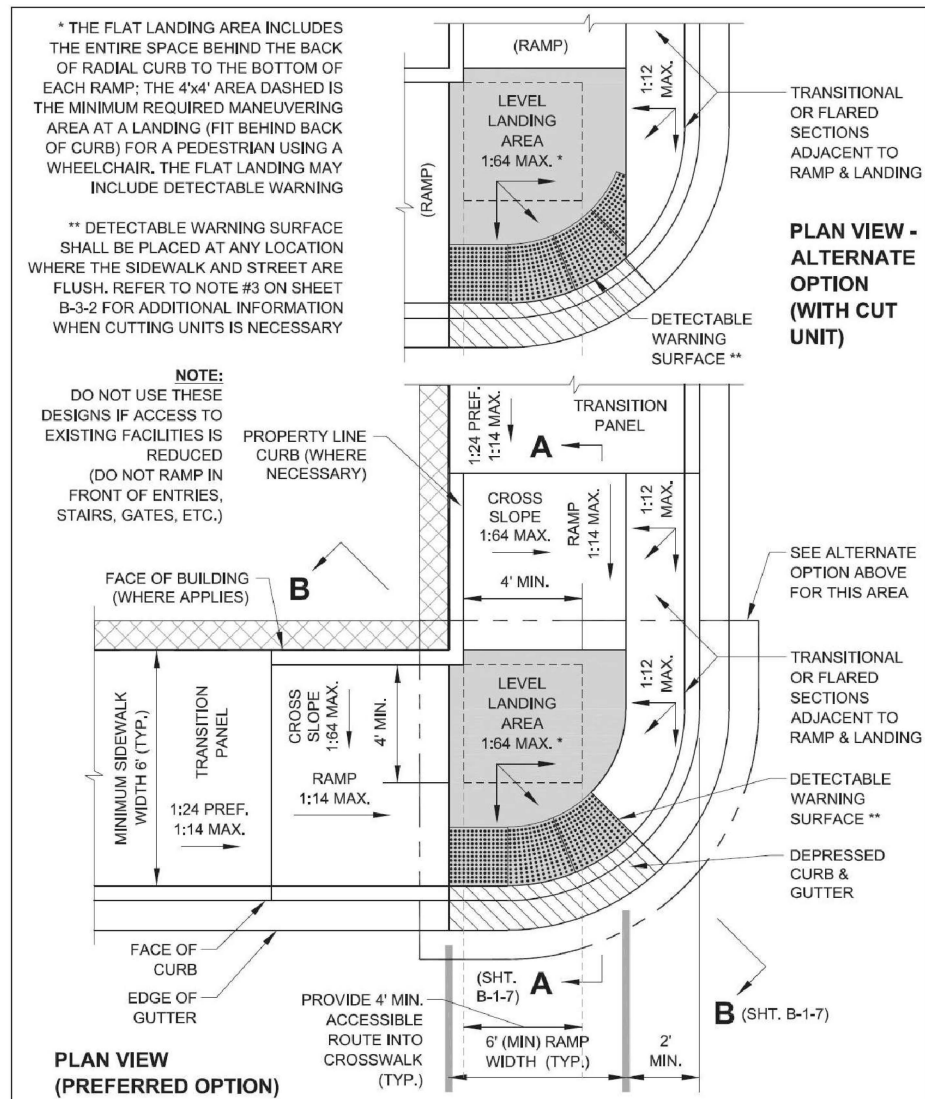 * THE FLAT LANDING AREA INCLUDES
THE ENTIRE SPACE BEHIND THE BACK
OF RADIAL CURB TO THE BOTTOM OF
EACH RAMP; THE 4'x4' AREA DASHED IS
THE MINIMUM REQUIRED MANEUVERING
AREA AT A LANDING (FIT BEHIND BACK
OF CURB) FOR A PEDESTRIAN USING A
WHEELCHAIR. THE FLAT LANDING MAY
INCLUDE DETECTABLE WARNING
** DETECTABLE WARNING SURFACE
SHALL BE PLACED AT ANY LOCATION
WHERE THE SIDEWALK AND STREET ARE
FLUSH. REFER TO NOTE #3 ON SHEET
B-3-2 FOR ADDITIONAL INFORMATION
WHEN CUTTING UNITS IS NECESSARY
(RAMP)
(RAMP)
LEVEL
LANDING
AREA
1:64 MAX. *
1:12
MAX.
TRANSITIONAL
OR FLARED
SECTIONS
ADJACENT TO
RAMP & LANDING
PLAN VIEW -
ALTERNATE
OPTION
(WITH CUT
UNIT)
DETECTABLE
WARNING
SURFACE **
NOTE:
DO NOT USE THESE
DESIGNS IF ACCESS TO
EXISTING FACILITIES IS
REDUCED
(DO NOT RAMP IN
FRONT OF ENTRIES,
STAIRS, GATES, ETC.)
PROPERTY LINE
CURB (WHERE
NECESSARY)
1:24 PREF.
1:14 MAX.
TRANSITION
PANEL
A
CROSS
SLOPE
1:64 MAX.
RAMP
1:14 MAX.
1:12
MAX.
4' MIN.
B
FACE OF BUILDING
(WHERE APPLIES)
SEE ALTERNATE
OPTION ABOVE
FOR THIS AREA
MINIMUM SIDEWALK
WIDTH 6' (TYP.)
TRANSITION
PANEL
1:24 PREF.
1:14 MAX.
CROSS
SLOPE
1:64 MAX.
RAMP
1:14 MAX.
4' MIN.
LEVEL
LANDING
AREA
1:64 MAX. *
1:12
MAX.
TRANSITIONAL
OR FLARED
SECTIONS
ADJACENT TO
RAMP & LANDING
DETECTABLE
WARNING
SURFACE **
DEPRESSED
CURB &
GUTTER
FACE OF
CURB
EDGE OF
GUTTER
(SHT.
B-1-7)
A
B (SHT. B-1-7)
PROVIDE 4' MIN.
ACCESSIBLE
ROUTE INTO
CROSSWALK
(TYP.)
6' (MIN) RAMP
WIDTH (TYP.)
2'
MIN.
PLAN VIEW
(PREFERRED OPTION)